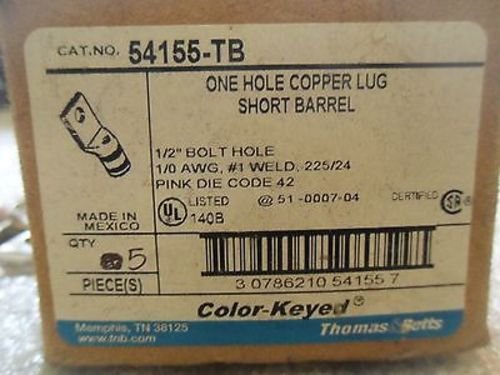 CAT.NO. 54155-TB
ONE HOLE COPPER LUG
SHORT BARREL
1/2" BOLT HOLE
1/0 AWG, #1 WELD, 225/24
PINK DIE CODE 42
UL LISTED 140B
51-0007-04
CERTIFIED
MADE IN
MEXICO
QTY
5
PIECE(S)
3 0786210 54155 7
Color-Keyed®
Memphis, TN 38125
www.tnb.com
Thomas&Betts